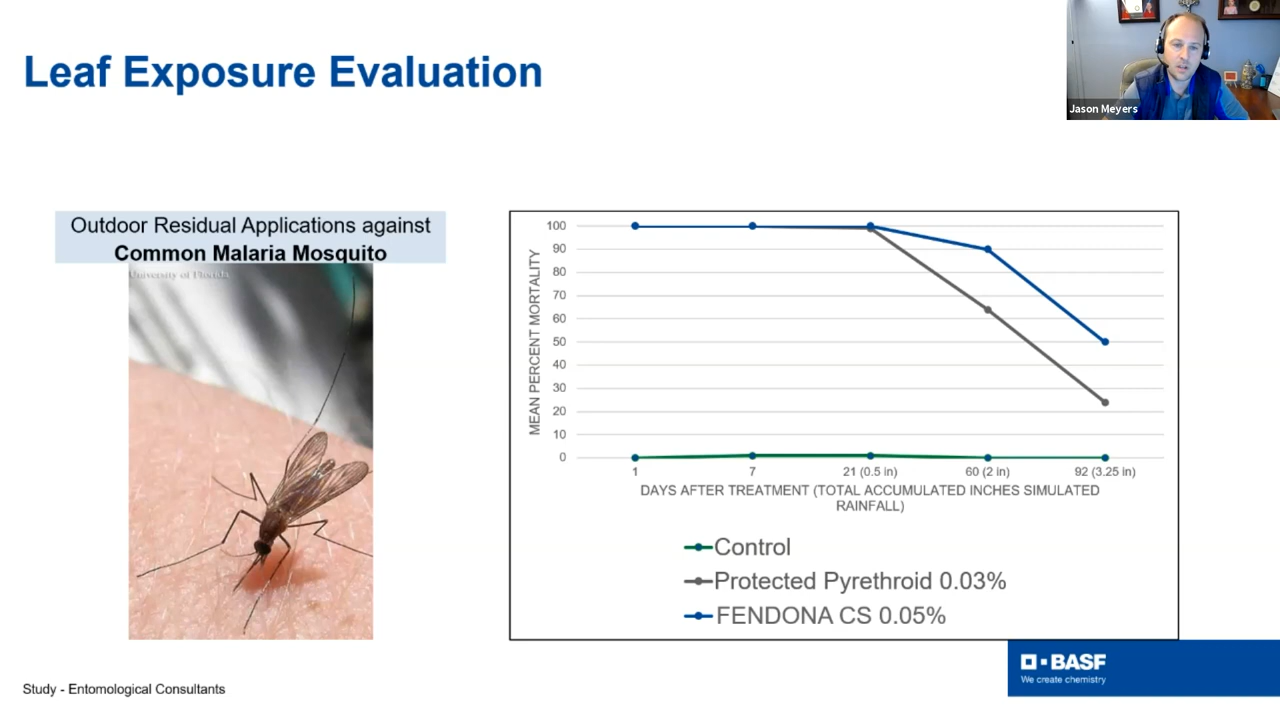 Leaf Exposure Evaluation
Jason Meyers
Outdoor Residual Applications against
Common Malaria Mosquito
University of Florida
MEAN PERCENT MORTALITY
100
90
80
70
60
50
40
30
20
10
0
1 7 21 (0.5 in) 60 (2 in) 92 (3.25 in)
DAYS AFTER TREATMENT (TOTAL ACCUMULATED INCHES SIMULATED
RAINFALL)
Control
Protected Pyrethroid 0.03%
FENDONA CS 0.05%
BASF
We create chemistry
Study - Entomological Consultants